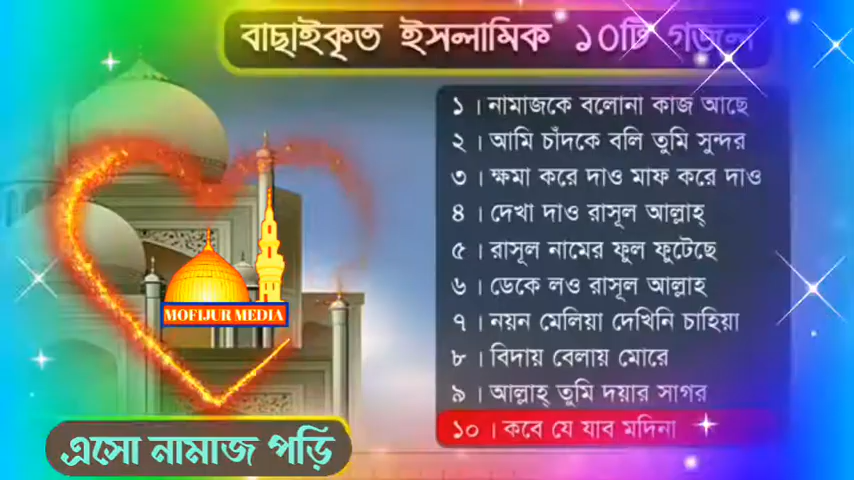 বাছাইকৃত ইসলামিক ১০টি গজল
১। নামাজকে বলোনা কাজ আছে
২। আমি চাঁদকে বলি তুমি সুন্দর
৩। ক্ষমা করে দাও মাফ করে দাও
৪। দেখা দাও রাসূল আল্লাহ্
৫। রাসূল নামের ফুল ফুটেছে
৬। ডেকে লও রাসূল আল্লাহ
৭। নয়ন মেলিয়া দেখিনি চাহিয়া
৮। বিদায় বেলায় মোরে
৯। আল্লাহ্ তুমি দয়ার সাগর
১০। কবে যে যাব মদিনা
MOFIJUR MEDIA
এসো নামাজ পড়ি